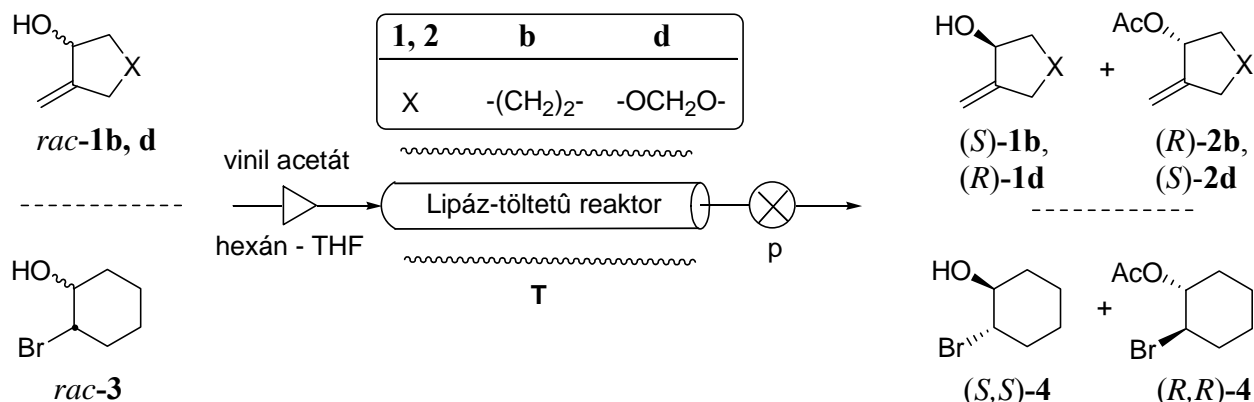 HO
X
rac-1b, d
HO
Br
rac-3
1, 2 b d
X -(CH2)2- -OCH2O-
vinil acetát
hexán - THF
Lipáz-töltetû reaktor
p
T
HO
X
+
AcO
X
(S)-1b,
(R)-1d
(R)-2b,
(S)-2d
HO
Br
+
AcO
Br
(S,S)-4
(R,R)-4